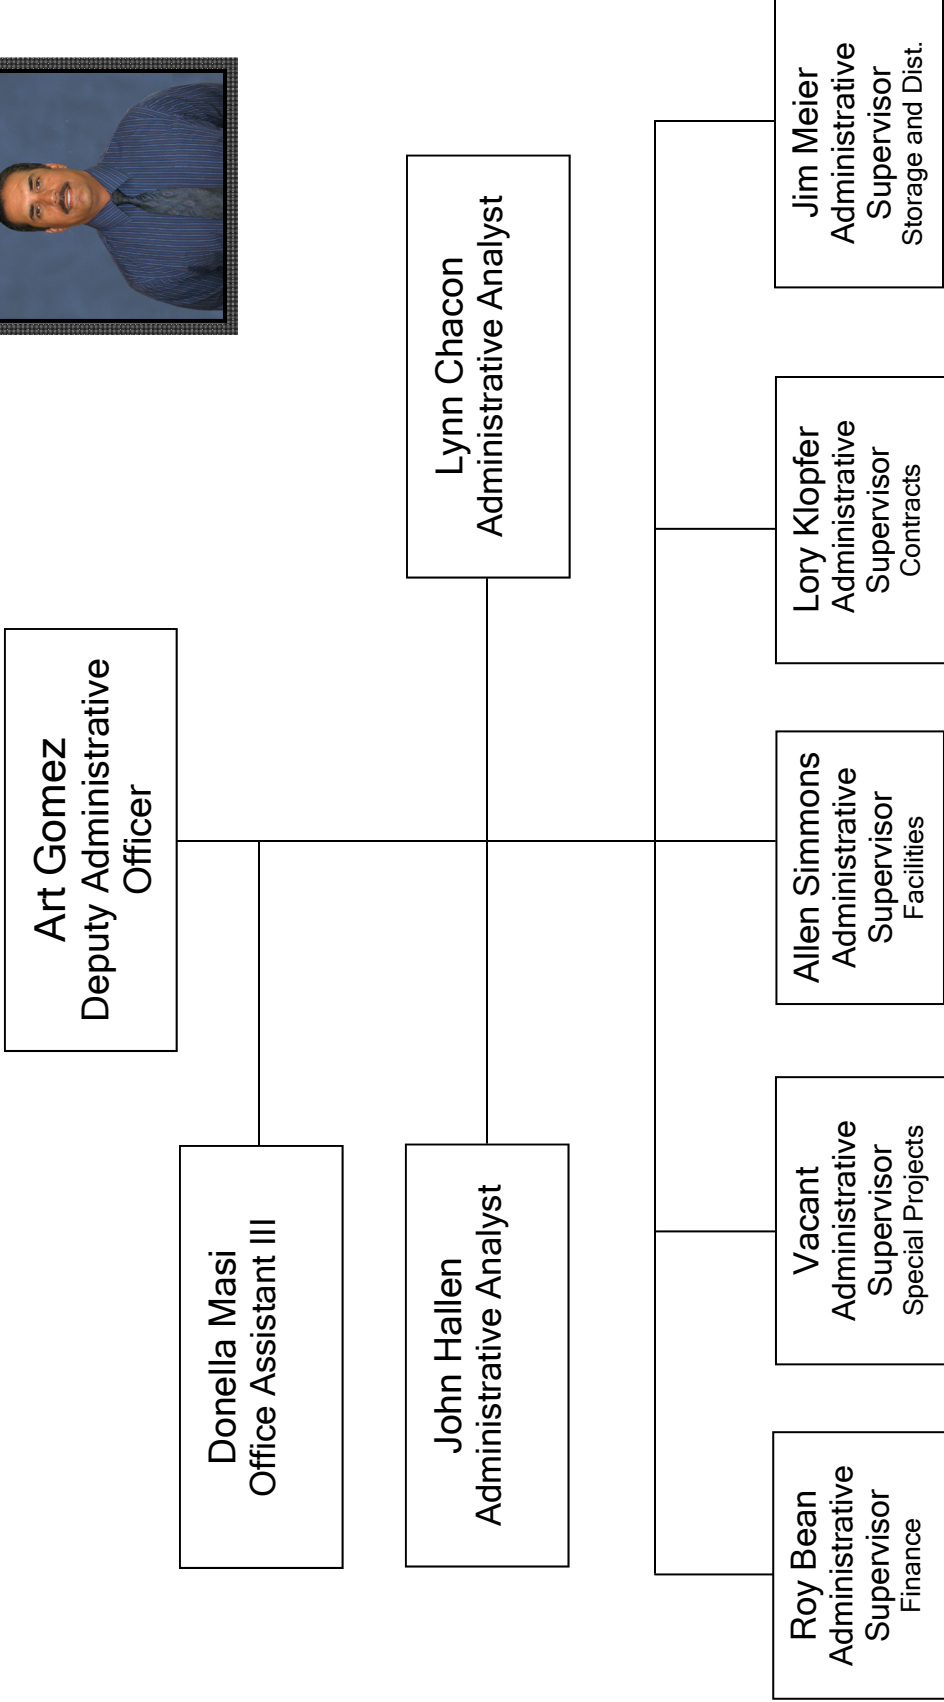 Art Gomez
Deputy Administrative
Officer
Donella Masi
Office Assistant III
John Hallen
Administrative Analyst
Lynn Chacon
Administrative Analyst
Roy Bean
Administrative
Supervisor
Finance
Vacant
Administrative
Supervisor
Special Projects
Allen Simmons
Administrative
Supervisor
Facilities
Lory Klopfer
Administrative
Supervisor
Contracts
Jim Meier
Administrative
Supervisor
Storage and Dist.